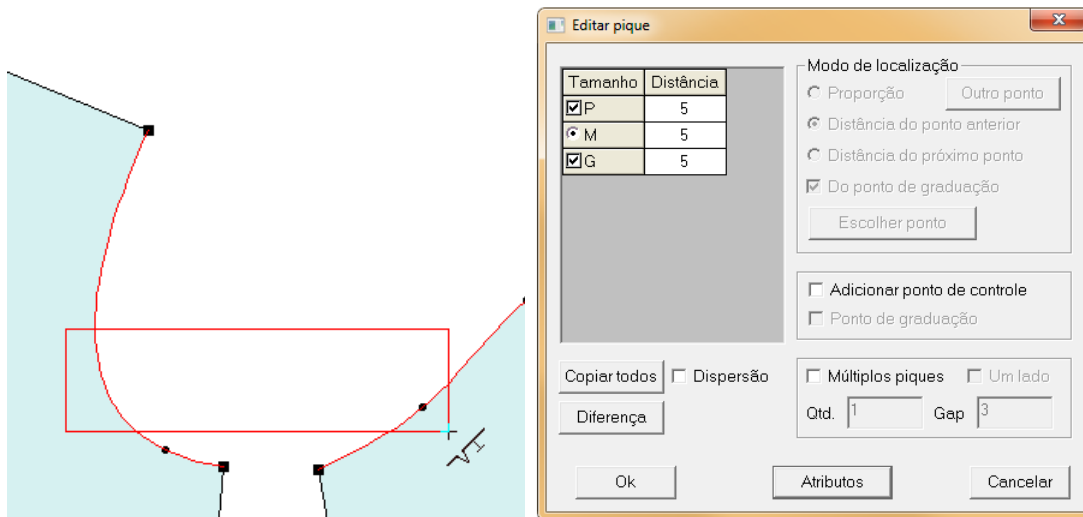 Editar pique
Tamanho Distância
P 5
M 5
G 5
Modo de localização
Proporção Outro ponto
Distância do ponto anterior
Distância do próximo ponto
Do ponto de graduação
Escolher ponto
Adicionar ponto de controle
Ponto de graduação
Copiar todos Dispersão
Diferença
Múltiplos piques Um lado
Qtd. 1 Gap 3
Ok Atributos Cancelar